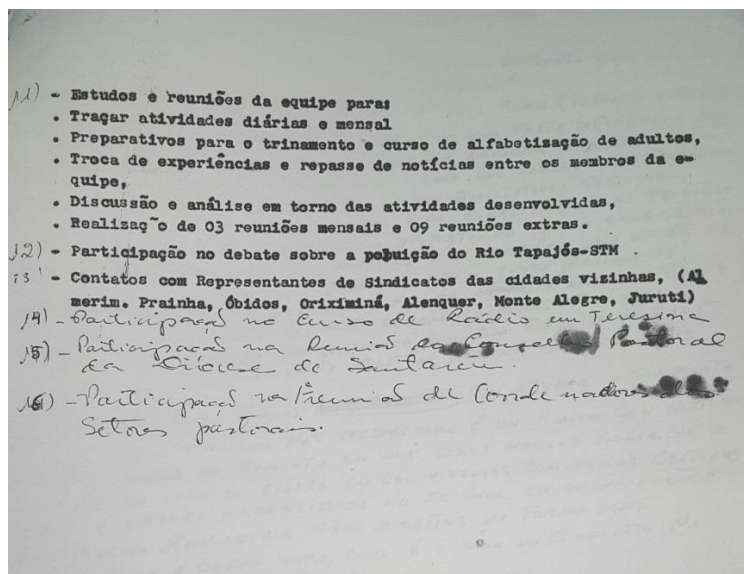 11) - Estudos e reuniões da equipe para:
. Traçar atividades diárias e mensal
. Preparativos para o trinamento e curso de alfabetização de adultos,
. Troca de experiências e repasse de notícias entre os membros da e-
quipe,
. Discussão e análise em torno das atividades desenvolvidas,
. Realizaç~o de 03 reuniões mensais e 09 reuniões extras.
12) - Participação no debate sobre a pobuição do Rio Tapajós-STM .
13 - Contatos com Representantes de Sindicatos das cidades vizinhas, (Al
merim. Prainha, Óbidos, Oriximiná, Alenquer, Monte Alegre, Juruti)
14) - Participação no Curso de Rádio em Teresina
15) - Participação na Reunião do Conselho Pastoral
da Diocese de Santarém.
16) - Participação na Reunião de Coordenadores dos
Setores pastorais.